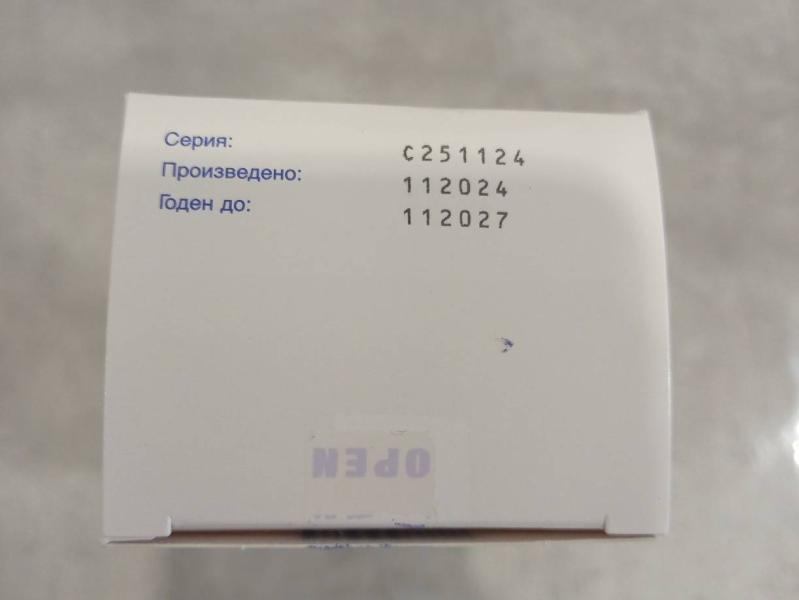 Серия: C251124
Произведено: 112024
Годен до: 112027
OPEN